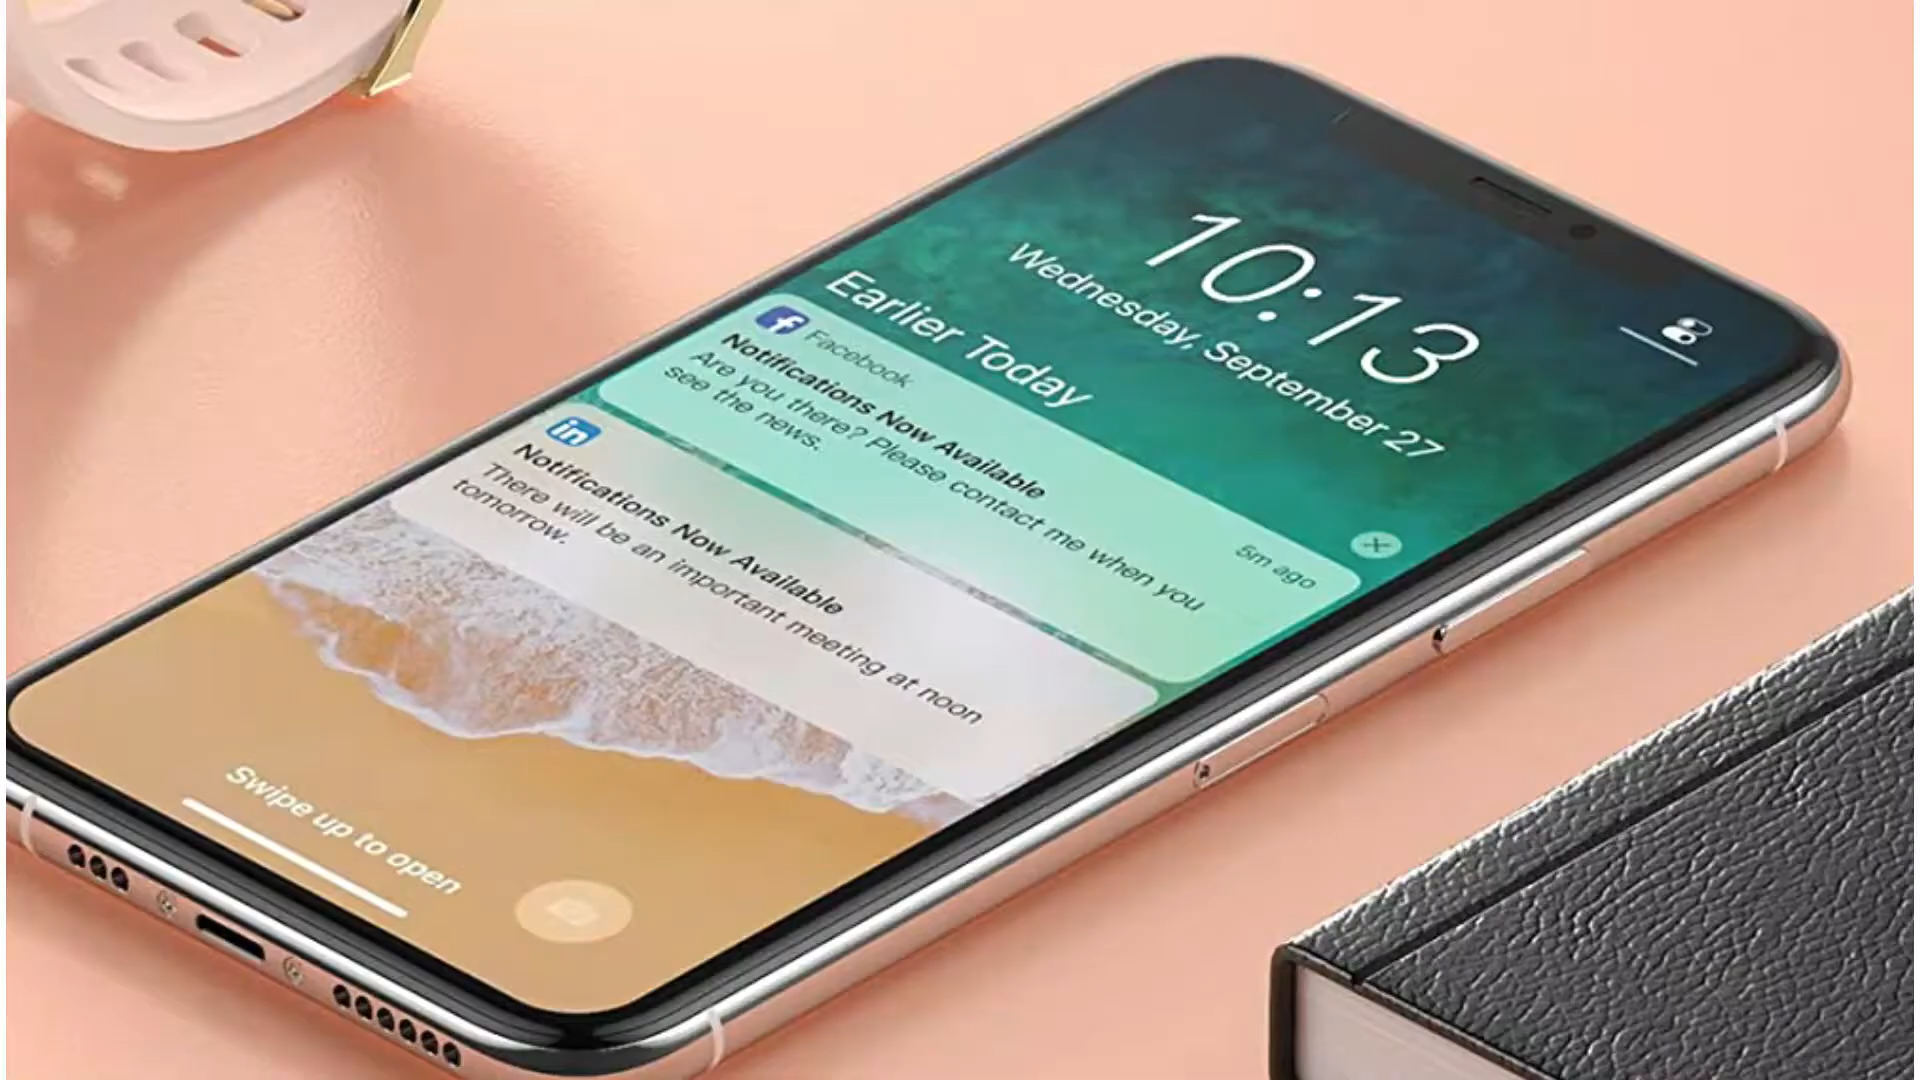 10:13
Wednesday, September 27
Earlier Today
Facebook
5m ago
Notifications Now Available
Are you there? Please contact me when you
see the news.
in
Notifications Now Available
There will be an important meeting at noon
tomorrow.
Swipe up to open